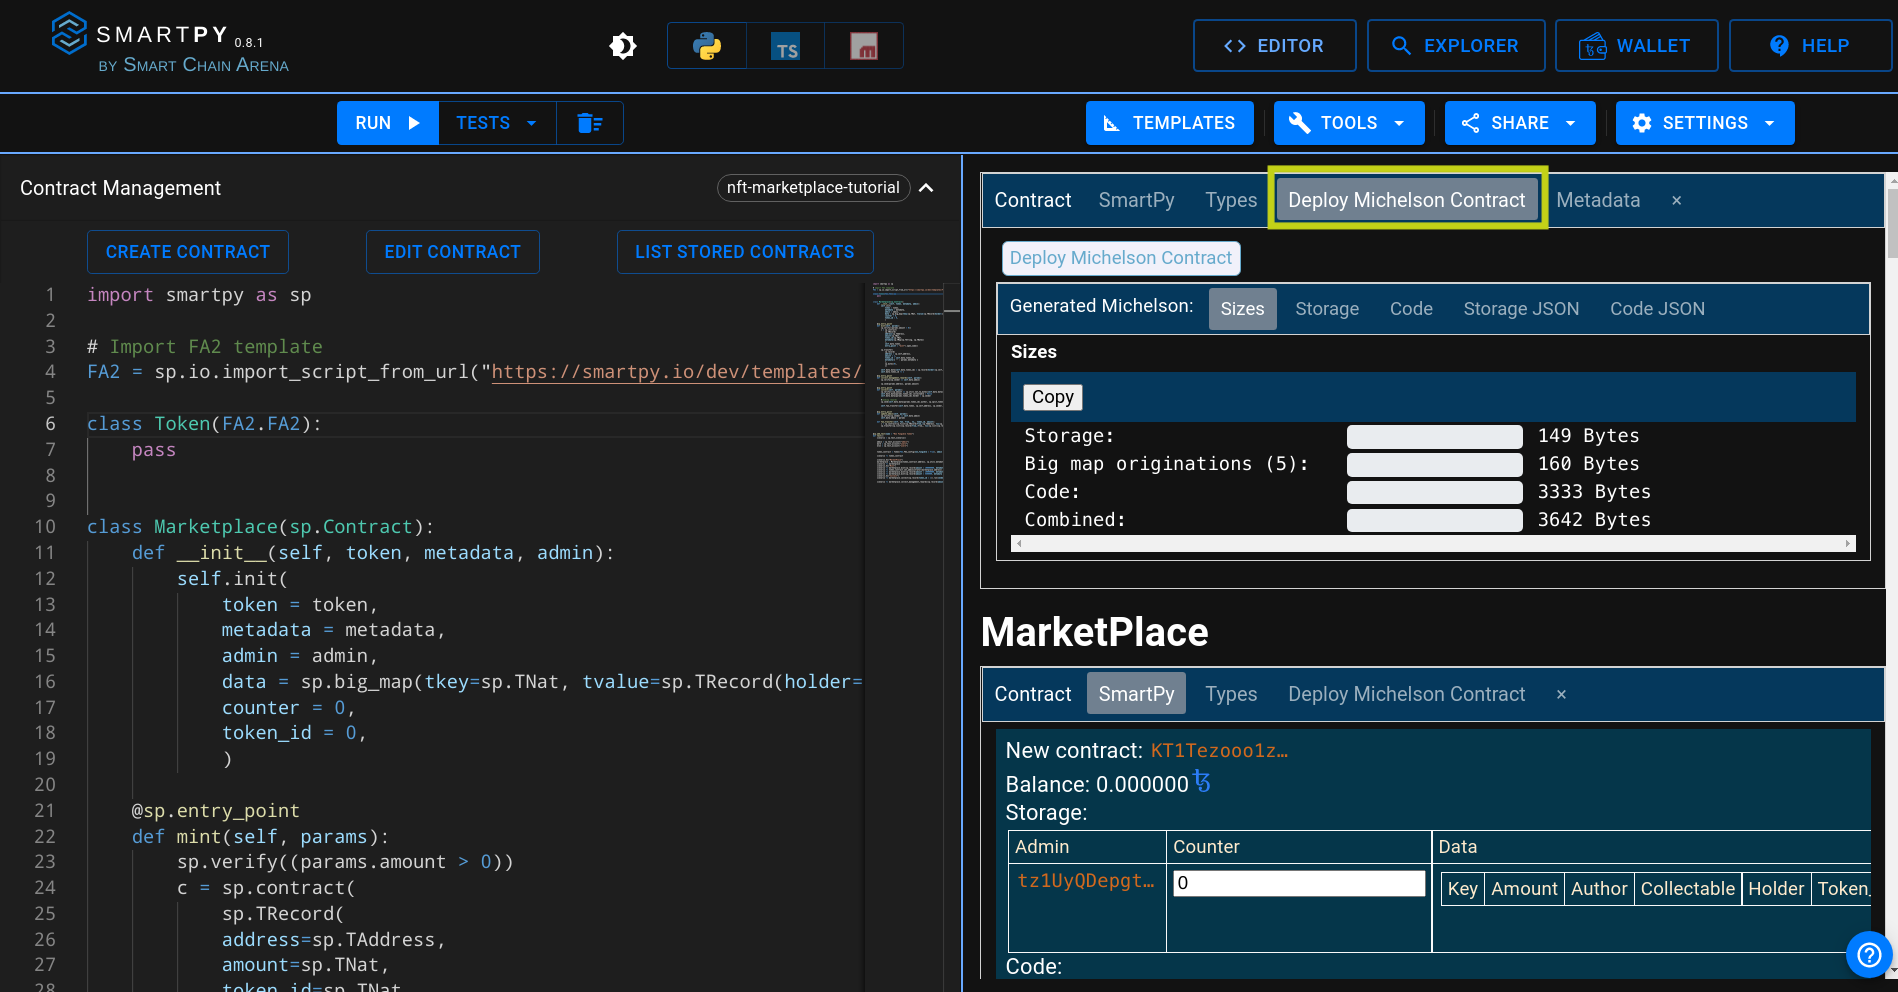 SMARTPY 0.8.1
BY SMART CHAIN ARENA
TS
EDITOR
EXPLORER
WALLET
HELP
RUN
TESTS
TEMPLATES
TOOLS
SHARE
SETTINGS
Contract Management
nft-marketplace-tutorial
CREATE CONTRACT
EDIT CONTRACT
LIST STORED CONTRACTS
1 import smartpy as sp
2
3 # Import FA2 template
4 FA2 = sp.io.import_script_from_url("https://smartpy.io/dev/templates/
5
6 class Token(FA2.FA2):
7     pass
8
9
10 class Marketplace(sp.Contract):
11     def __init__(self, token, metadata, admin):
12         self.init(
13             token = token,
14             metadata = metadata,
15             admin = admin,
16             data = sp.big_map(tkey=sp.TNat, tvalue=sp.TRecord(holder=
17             counter = 0,
18             token_id = 0,
19             )
20
21     @sp.entry_point
22     def mint(self, params):
23         sp.verify((params.amount > 0))
24         c = sp.contract(
25             sp.TRecord(
26             address=sp.TAddress,
27             amount=sp.TNat,
28             token_id=sp.TNat
Contract SmartPy Types Deploy Michelson Contract Metadata ×
Deploy Michelson Contract
Generated Michelson: Sizes Storage Code Storage JSON Code JSON
Sizes
Copy
Storage: 149 Bytes
Big map originations (5): 160 Bytes
Code: 3333 Bytes
Combined: 3642 Bytes
MarketPlace
Contract SmartPy Types Deploy Michelson Contract ×
New contract: KT1Tezooo1z…
Balance: 0.000000ꜩ
Storage:
Admin Counter Data
tz1UyQDepgt… 0
Key Amount Author Collectable Holder Token_
Code: